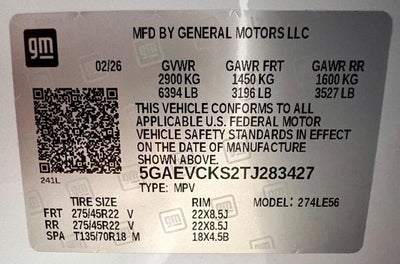 gm
MFD BY GENERAL MOTORS LLC
02/26 GVWR GAWR FRT GAWR RR
2900 KG 1450 KG 1600 KG
6394 LB 3196 LB 3527 LB
THIS VEHICLE CONFORMS TO ALL
APPLICABLE U.S. FEDERAL MOTOR
VEHICLE SAFETY STANDARDS IN EFFECT
ON THE DATE OF MANUFACTURE
SHOWN ABOVE.
241L 5GAEVCKS2TJ283427
TYPE: MPV MODEL: 274LE56
TIRE SIZE RIM
FRT 275/45R22 V 22X8.5J
RR 275/45R22 V 22X8.5J
SPA T135/70R18 M 18X4.5B